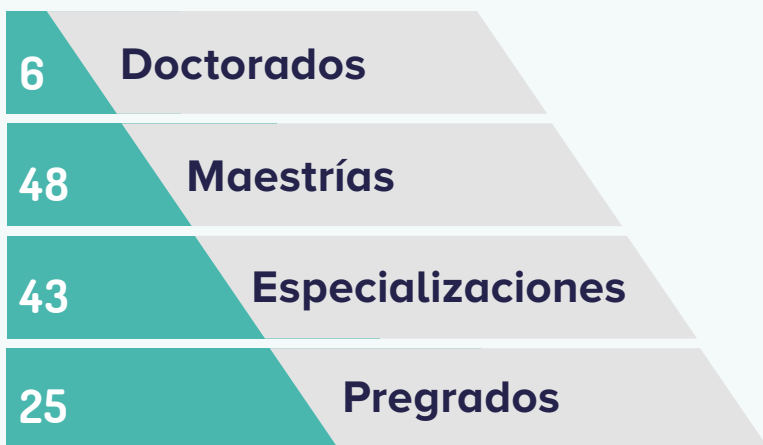 6 Doctorados
48 Maestrías
43 Especializaciones
25 Pregrados